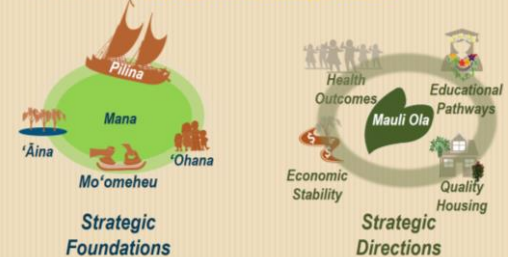 Pilina
Mana
ʻĀina
ʻOhana
Moʻomeheu
Strategic
Foundations
Health
Outcomes
Educational
Pathways
Mauli Ola
$
$
Economic
Stability
Quality
Housing
Strategic
Directions